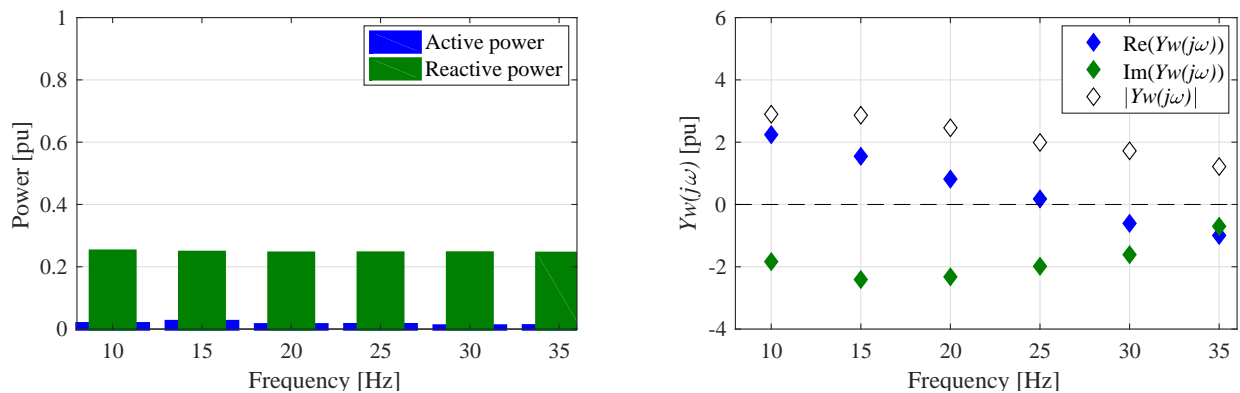 1
0.8
0.6
0.4
0.2
0
Power [pu]
10 15 20 25 30 35
Frequency [Hz]
Active power
Reactive power
6
4
2
0
-2
-4
Yw(jω) [pu]
10 15 20 25 30 35
Frequency [Hz]
Re(Yw(jω))
Im(Yw(jω))
|Yw(jω)|